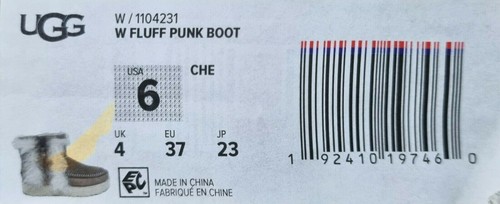 UGG
W / 1104231
W FLUFF PUNK BOOT
USA
6
CHE
UK EU JP
4 37 23
EPC
MADE IN CHINA
FABRIQUÉ EN CHINE
1 92410 19746 0